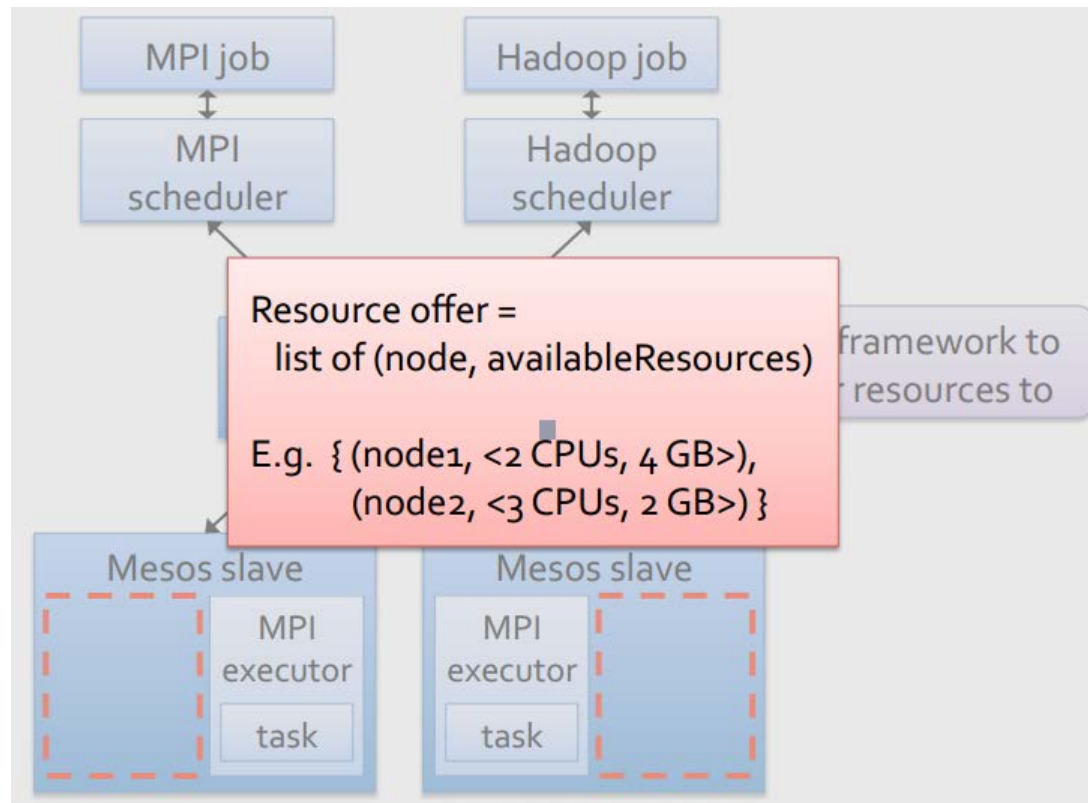 MPI job
Hadoop job
MPI
scheduler
Hadoop
scheduler
Resource offer =
list of (node, availableResources)
E.g. { (node1, <2 CPUs, 4 GB>),
(node2, <3 CPUs, 2 GB>) }
framework to
resources to
Mesos slave
MPI
executor
task
Mesos slave
MPI
executor
task